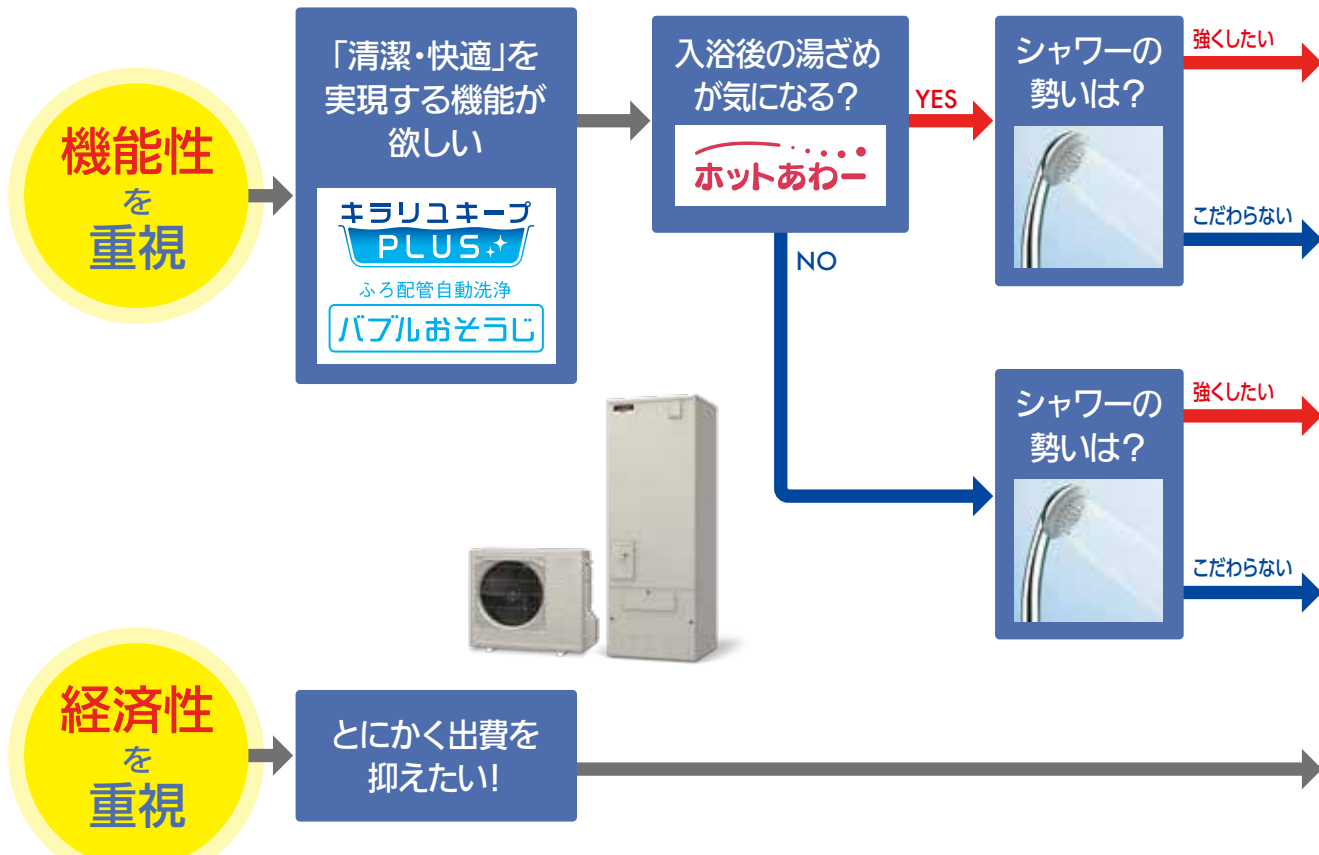 機能性
を
重視
「清潔・快適」を
実現する機能が
欲しい
キラリユキープ
PLUS
ふろ配管自動洗浄
バブルおそうじ
入浴後の湯ざめ
が気になる?
ホットあわー
YES
NO
シャワーの
勢いは?
強くしたい
こだわらない
シャワーの
勢いは?
強くしたい
こだわらない
経済性
を
重視
とにかく出費を
抑えたい!